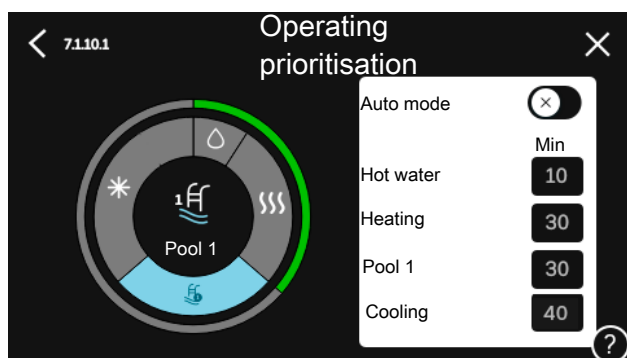 7.1.10.1
Operating
prioritisation
Auto mode
Min
Hot water 10
Heating 30
Pool 1 30
Cooling 40
1
Pool 1
1
?